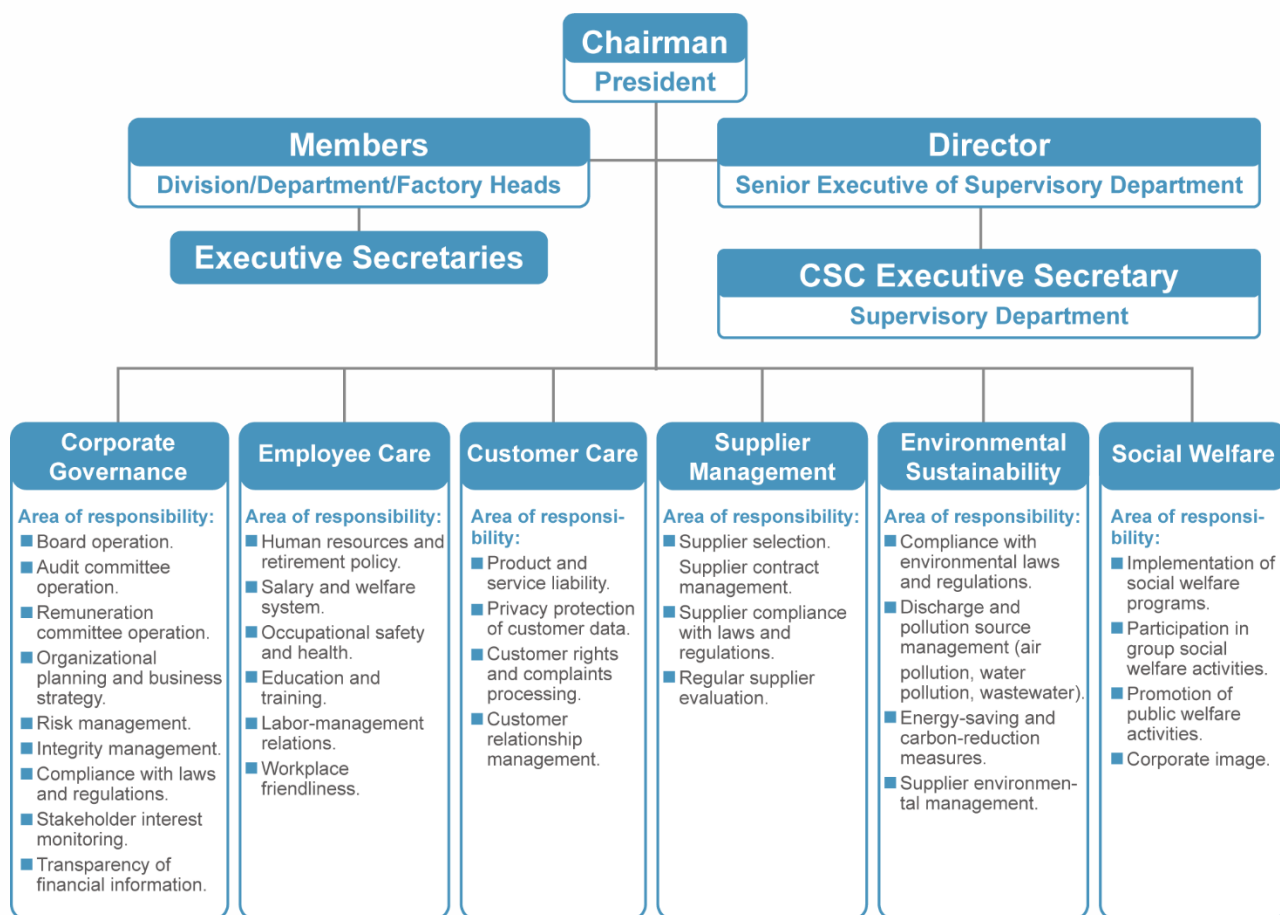 Chairman
President
Members
Division/Department/Factory Heads
Director
Senior Executive of Supervisory Department
Executive Secretaries
CSC Executive Secretary
Supervisory Department
Corporate
Governance
Area of responsibility:
Board operation.
Audit committee
operation.
Remuneration
committee operation.
Organizational
planning and business
strategy.
Risk management.
Integrity management.
Compliance with laws
and regulations.
Stakeholder interest
monitoring.
Transparency of
financial information.
Employee Care
Area of responsibility:
Human resources and
retirement policy.
Salary and welfare
system.
Occupational safety
and health.
Education and
training.
Labor-management
relations.
Workplace
friendliness.
Customer Care
Area of responsi-
bility:
Product and
service liability.
Privacy protection
of customer data.
Customer rights
and complaints
processing.
Customer
relationship
management.
Supplier
Management
Area of responsibility:
Supplier selection.
Supplier contract
management.
Supplier compliance
with laws and
regulations.
Regular supplier
evaluation.
Environmental
Sustainability
Area of responsibility:
Compliance with
environmental laws
and regulations.
Discharge and
pollution source
management (air
pollution, water
pollution, wastewater).
Energy-saving and
carbon-reduction
measures.
Supplier environmen-
tal management.
Social Welfare
Area of responsi-
bility:
Implementation of
social welfare
programs.
Participation in
group social
welfare activities.
Promotion of
public welfare
activities.
Corporate image.